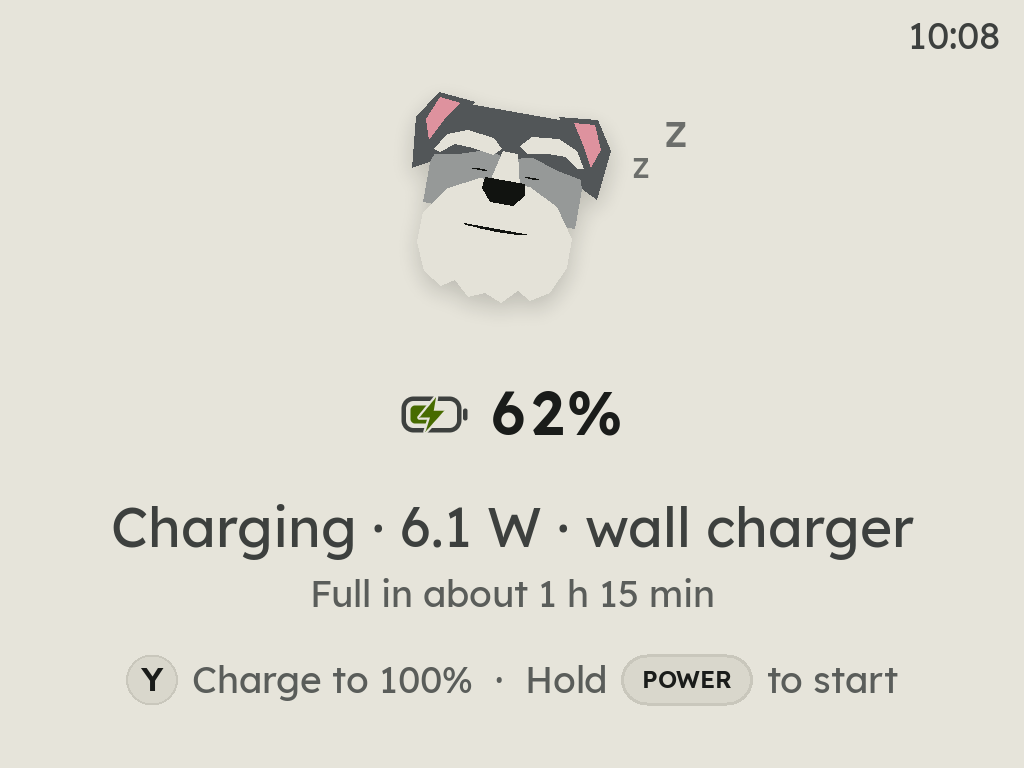 10:08
z
z
62%
Charging · 6.1 W · wall charger
Full in about 1 h 15 min
Y Charge to 100% · Hold POWER to start